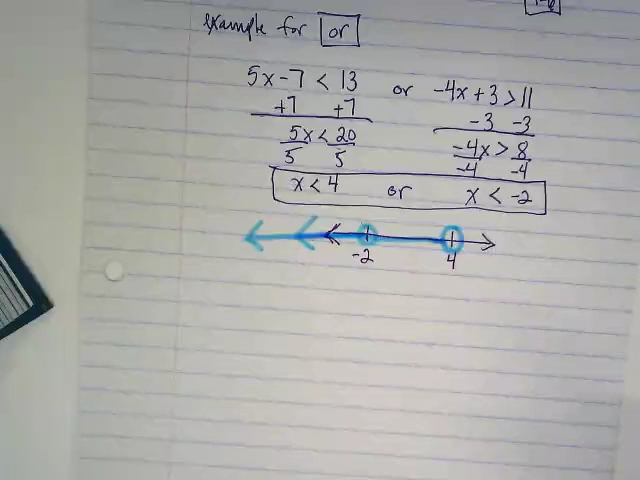 example for or
5x-7 < 13 or -4x+3 > 11
+7 +7 -3 -3
5x < 20 -4x > 8
5 5 -4 -4
x < 4 or x < -2
-2 4